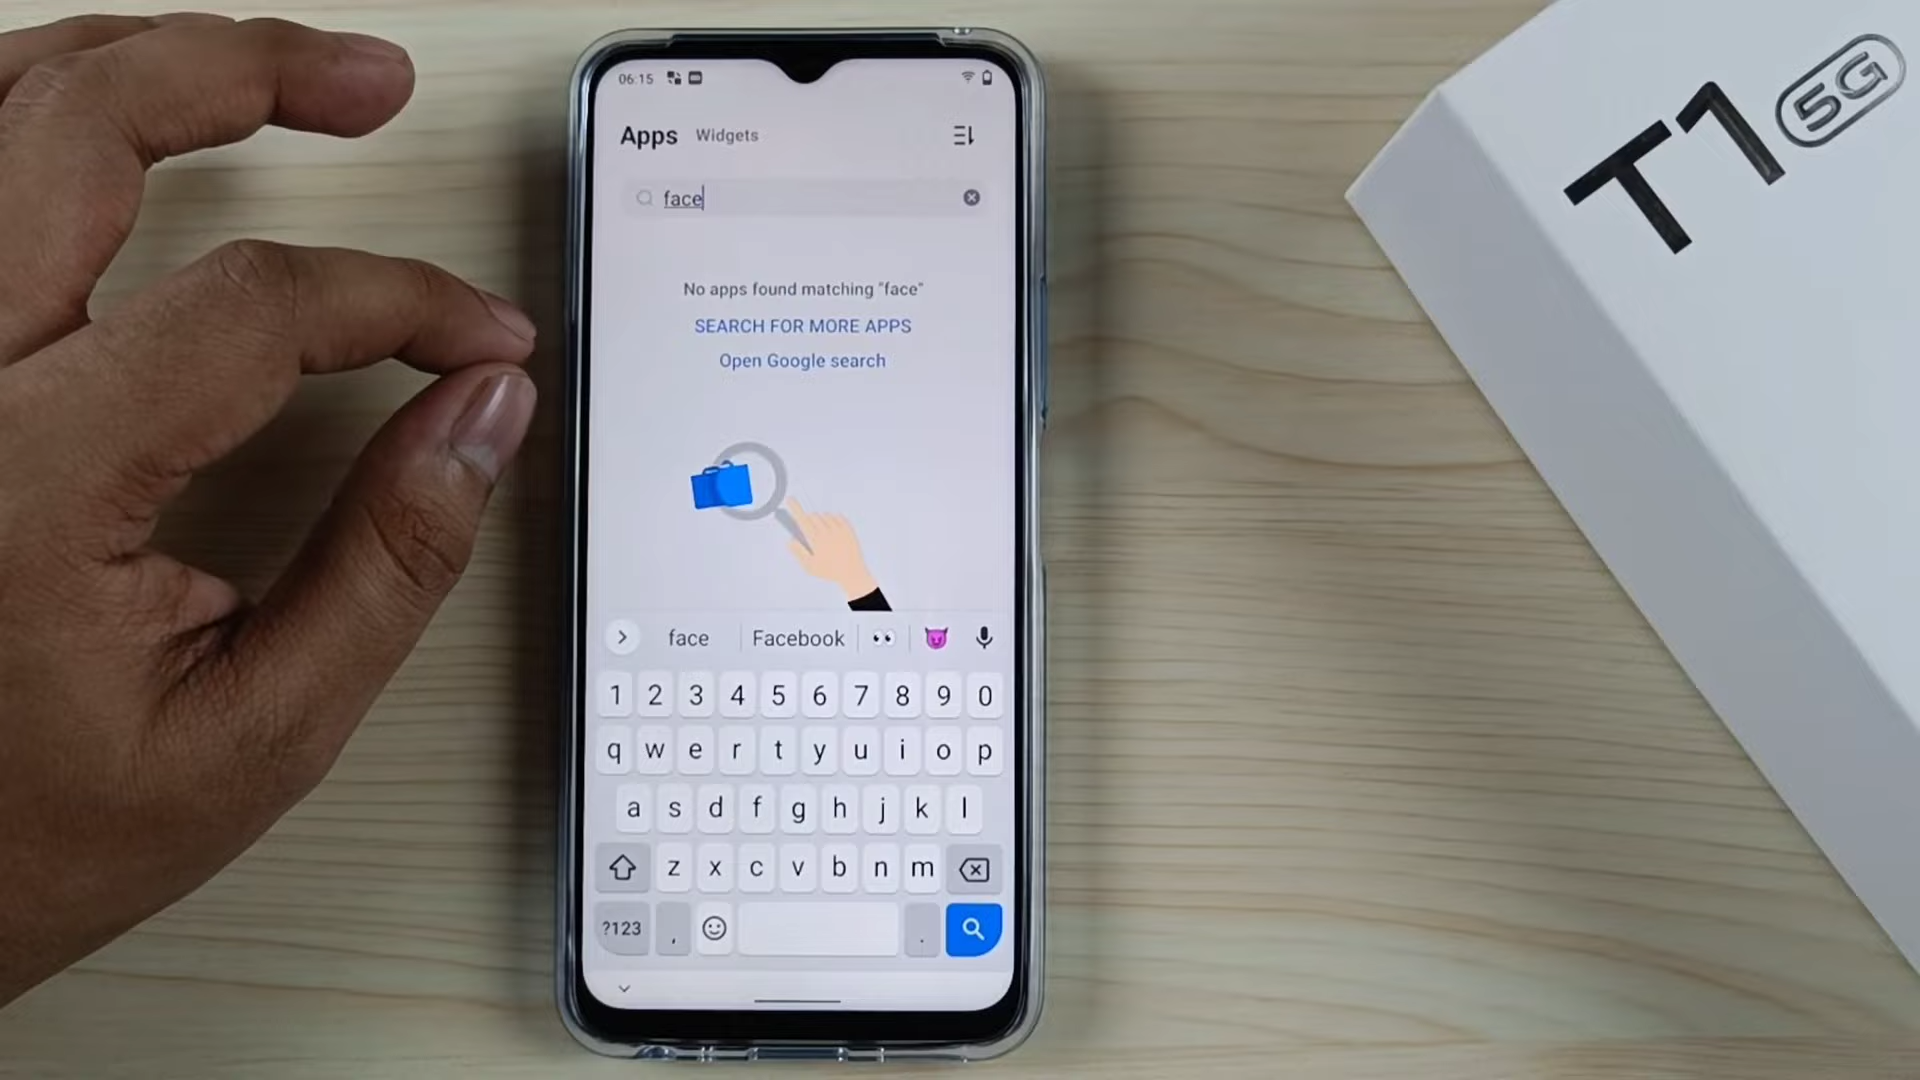 06:15
Apps Widgets
face
No apps found matching "face"
SEARCH FOR MORE APPS
Open Google search
face Facebook
1 2 3 4 5 6 7 8 9 0
q w e r t y u i o p
a s d f g h j k l
z x c v b n m
?123 , .
T1 5G